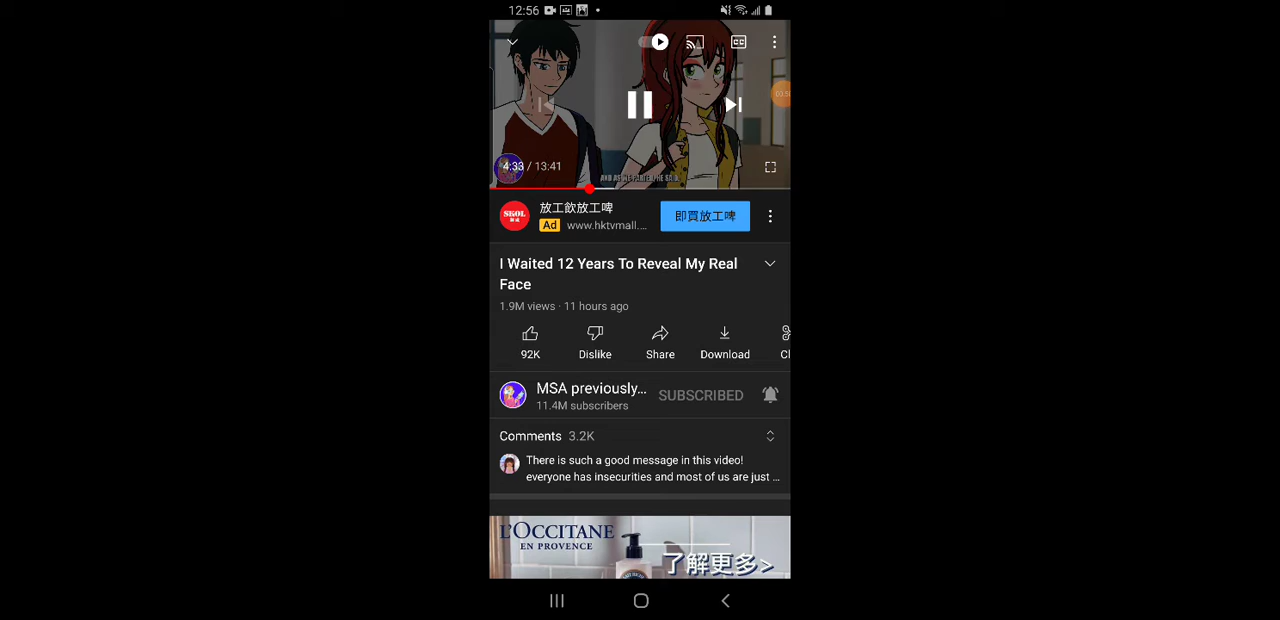 12:56
CC
4:33 / 13:41
SKOL
放工飲放工啤
Ad www.hktvmall....
即買放工啤
I Waited 12 Years To Reveal My Real
Face
1.9M views · 11 hours ago
92K Dislike Share Download Cl
MSA previously...
11.4M subscribers
SUBSCRIBED
Comments 3.2K
There is such a good message in this video!
everyone has insecurities and most of us are just ...
L'OCCITANE
EN PROVENCE
了解更多>